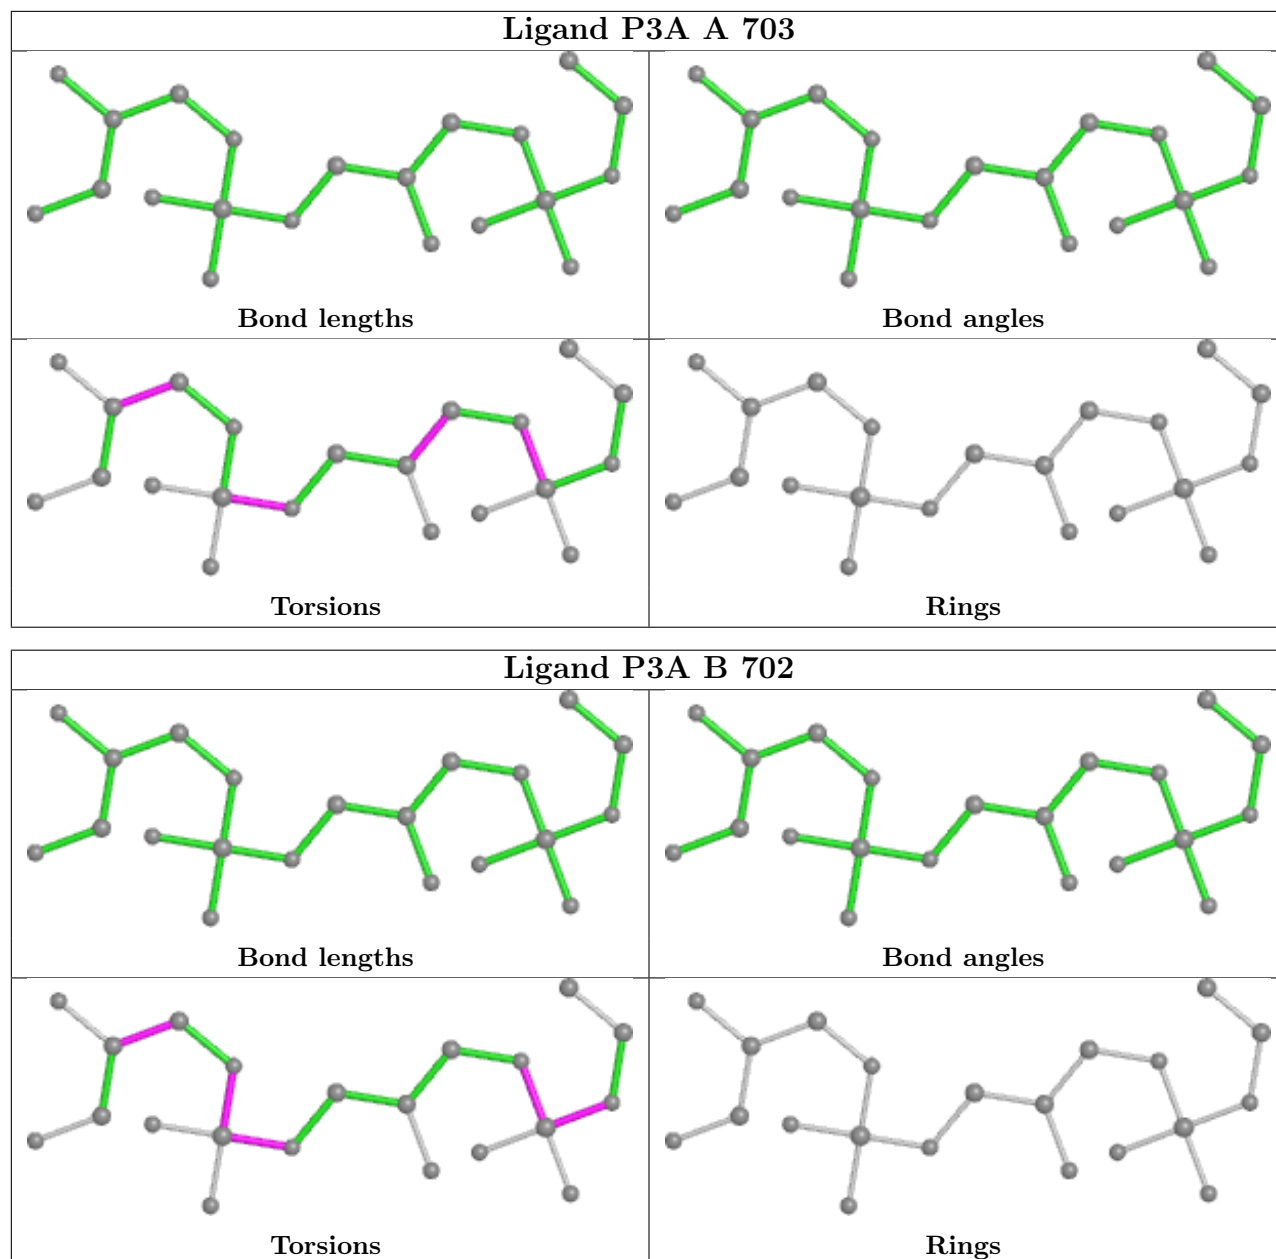 Ligand P3A A 703
Bond lengths
Bond angles
Torsions
Rings
Ligand P3A B 702
Bond lengths
Bond angles
Torsions
Rings